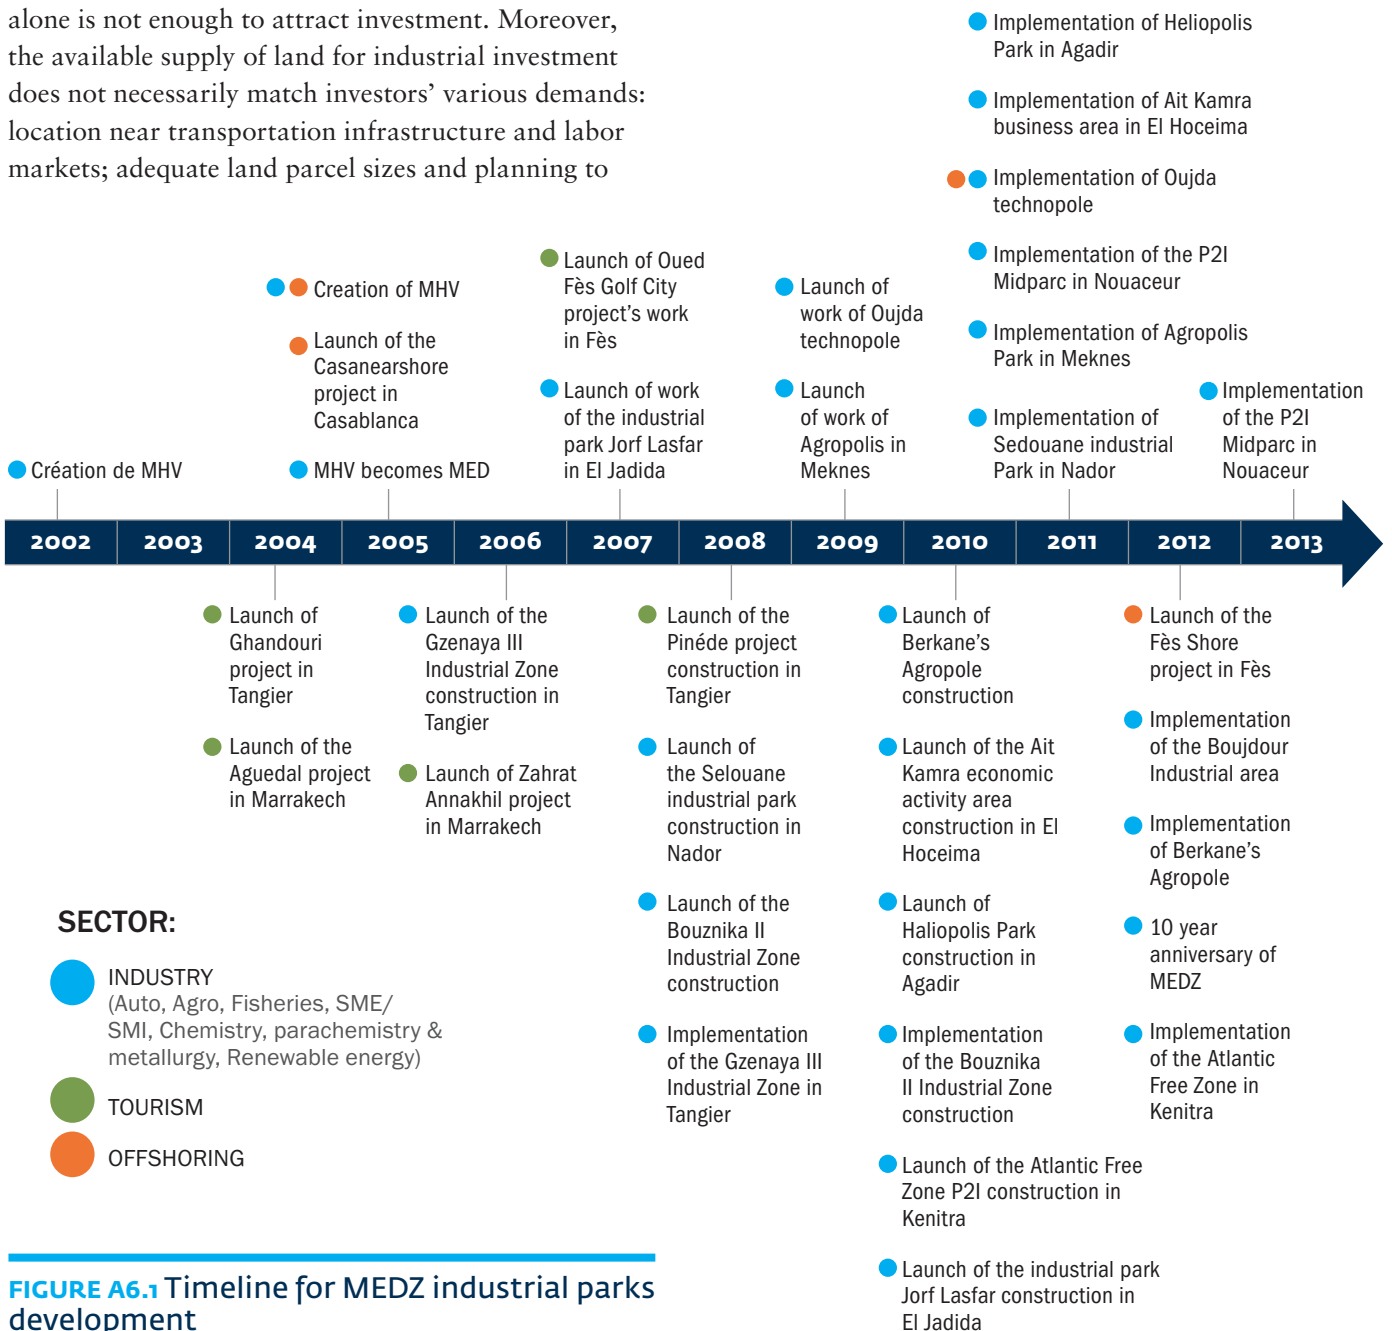 alone is not enough to attract investment. Moreover,
the available supply of land for industrial investment
does not necessarily match investors’ various demands:
location near transportation infrastructure and labor
markets; adequate land parcel sizes and planning to
Création de MHV
Creation of MHV
Launch of the
Casanearshore
project in
Casablanca
MHV becomes MED
Launch of Oued
Fès Golf City
project’s work
in Fès
Launch of work
of the industrial
park Jorf Lasfar
in El Jadida
Launch of
work of Oujda
technopole
Launch
of work of
Agropolis in
Meknes
Implementation of Heliopolis
Park in Agadir
Implementation of Ait Kamra
business area in El Hoceima
Implementation of Oujda
technopole
Implementation of the P2I
Midparc in Nouaceur
Implementation of Agropolis
Park in Meknes
Implementation of
Sedouane industrial
Park in Nador
Implementation
of the P2I
Midparc in
Nouaceur
2002 2003 2004 2005 2006 2007 2008 2009 2010 2011 2012 2013
Launch of
Ghandouri
project in
Tangier
Launch of the
Aguedal project
in Marrakech
Launch of the
Gzenaya III
Industrial Zone
construction in
Tangier
Launch of Zahrat
Annakhil project
in Marrakech
Launch of the
Pinéde project
construction in
Tangier
Launch of
the Selouane
industrial park
construction in
Nador
Launch of the
Bouznika II
Industrial Zone
construction
Implementation
of the Gzenaya III
Industrial Zone in
Tangier
Launch of
Berkane’s
Agropole
construction
Launch of the Ait
Kamra economic
activity area
construction in El
Hoceima
Launch of
Haliopolis Park
construction in
Agadir
Implementation
of the Bouznika
II Industrial Zone
construction
Launch of the Atlantic Free
Zone P2I construction in
Kenitra
Launch of the industrial park
Jorf Lasfar construction in
El Jadida
Launch of the
Fès Shore
project in Fès
Implementation
of the Boujdour
Industrial area
Implementation
of Berkane’s
Agropole
10 year
anniversary of
MEDZ
Implementation
of the Atlantic
Free Zone in
Kenitra
SECTOR:
INDUSTRY
(Auto, Agro, Fisheries, SME/
SMI, Chemistry, parachemistry &
metallurgy, Renewable energy)
TOURISM
OFFSHORING
FIGURE A6.1 Timeline for MEDZ industrial parks
development